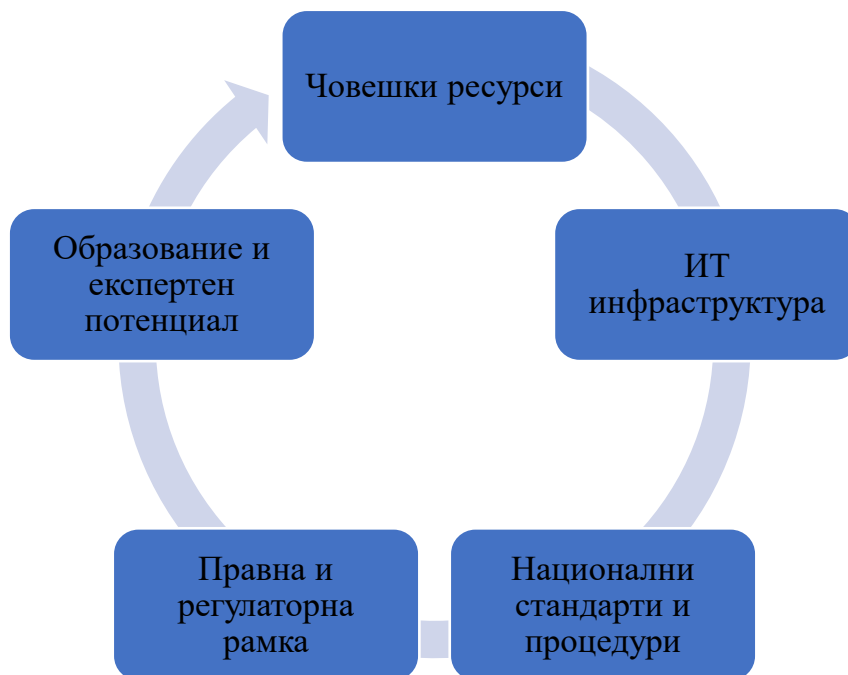 Човешки ресурси
ИТ
инфраструктура
Национални
стандарти и
процедури
Правна и
регулаторна
рамка
Образование и
експертен
потенциал